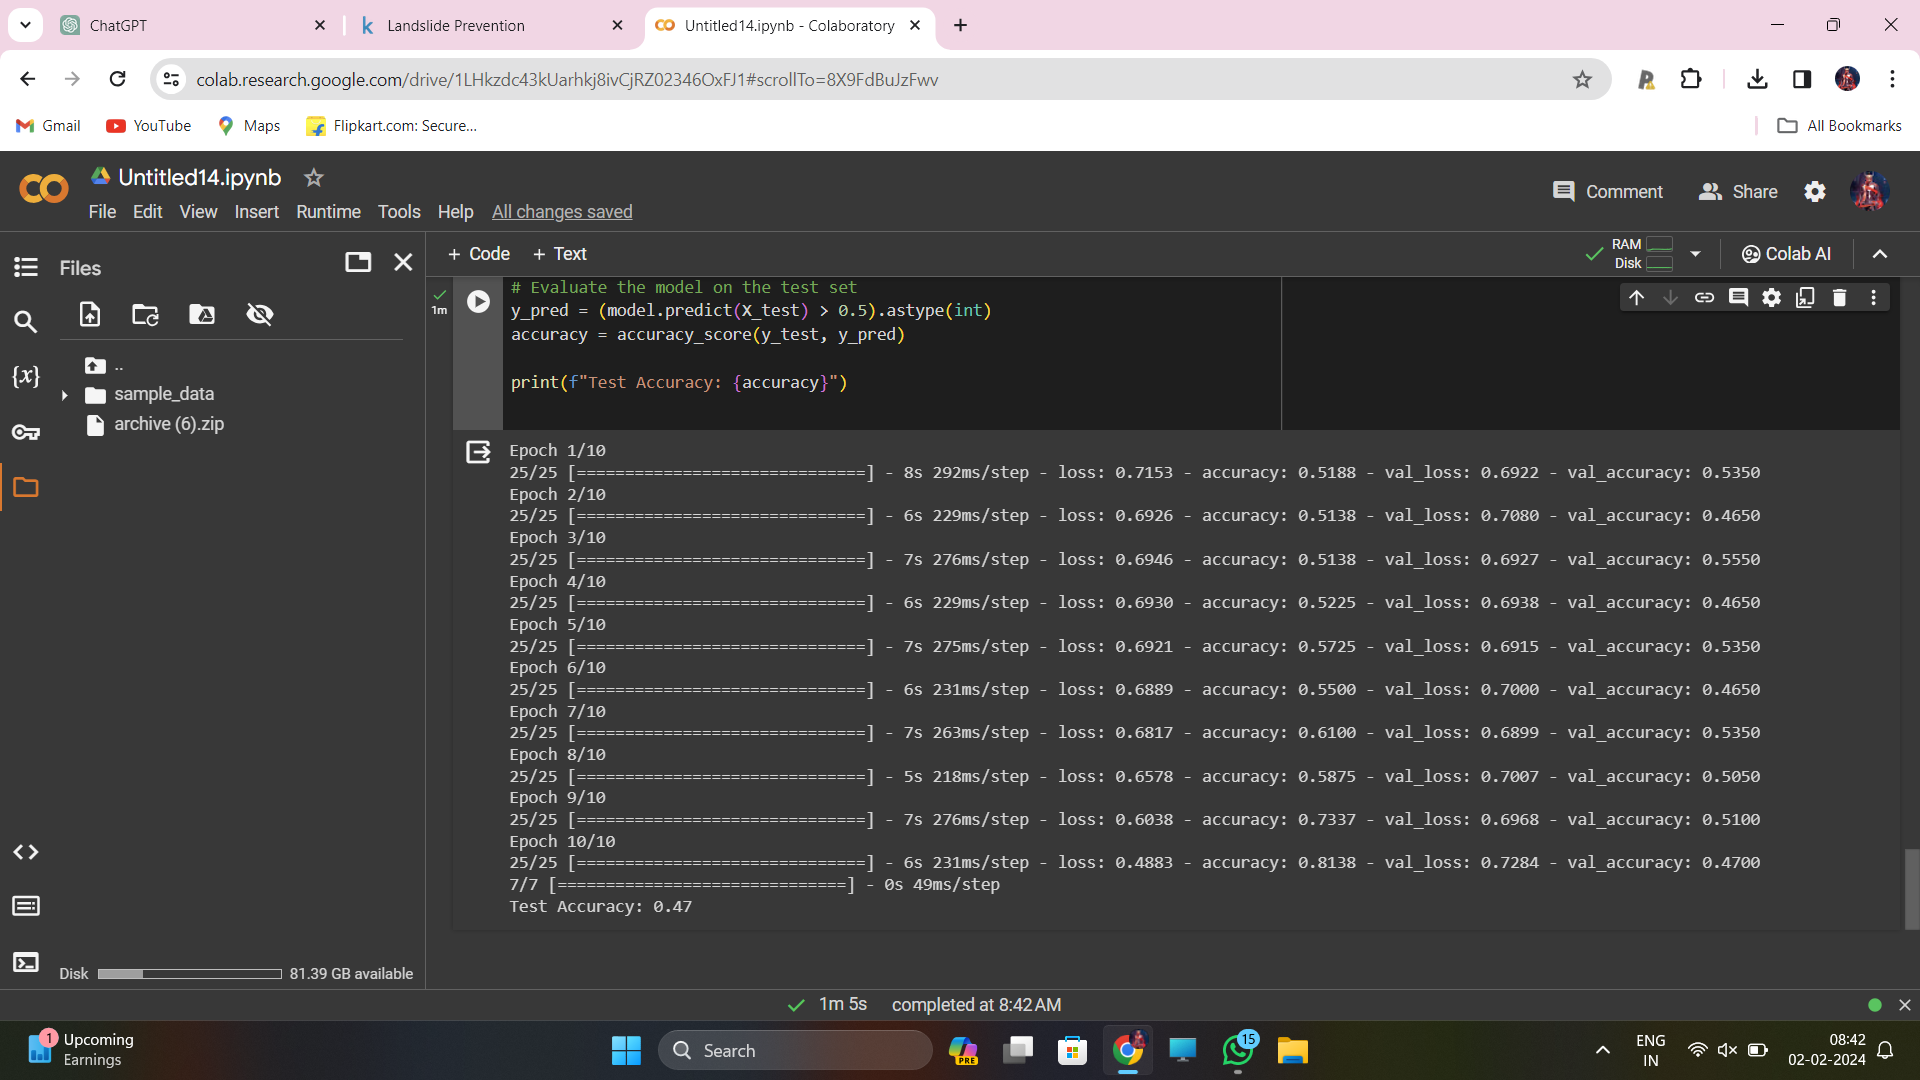 ChatGPT
Landslide Prevention
Untitled14.ipynb - Colaboratory
colab.research.google.com/drive/1LHkzdc43kUarhkj8ivCjRZ02346OxFJ1#scrollTo=8X9FdBuJzFwv
Gmail
YouTube
Maps
Flipkart.com: Secure...
All Bookmarks
Untitled14.ipynb
Comment
Share
File Edit View Insert Runtime Tools Help All changes saved
Files
+ Code + Text
RAM
Disk
Colab AI
1m
# Evaluate the model on the test set
y_pred = (model.predict(X_test) > 0.5).astype(int)
accuracy = accuracy_score(y_test, y_pred)
print(f"Test Accuracy: {accuracy}")
{x}
..
sample_data
archive (6).zip
Epoch 1/10
25/25 [==============================] - 8s 292ms/step - loss: 0.7153 - accuracy: 0.5188 - val_loss: 0.6922 - val_accuracy: 0.5350
Epoch 2/10
25/25 [==============================] - 6s 229ms/step - loss: 0.6926 - accuracy: 0.5138 - val_loss: 0.7080 - val_accuracy: 0.4650
Epoch 3/10
25/25 [==============================] - 7s 276ms/step - loss: 0.6946 - accuracy: 0.5138 - val_loss: 0.6927 - val_accuracy: 0.5550
Epoch 4/10
25/25 [==============================] - 6s 229ms/step - loss: 0.6930 - accuracy: 0.5225 - val_loss: 0.6938 - val_accuracy: 0.4650
Epoch 5/10
25/25 [==============================] - 7s 275ms/step - loss: 0.6921 - accuracy: 0.5725 - val_loss: 0.6915 - val_accuracy: 0.5350
Epoch 6/10
25/25 [==============================] - 6s 231ms/step - loss: 0.6889 - accuracy: 0.5500 - val_loss: 0.7000 - val_accuracy: 0.4650
Epoch 7/10
25/25 [==============================] - 7s 263ms/step - loss: 0.6817 - accuracy: 0.6100 - val_loss: 0.6899 - val_accuracy: 0.5350
Epoch 8/10
25/25 [==============================] - 5s 218ms/step - loss: 0.6578 - accuracy: 0.5875 - val_loss: 0.7007 - val_accuracy: 0.5050
Epoch 9/10
25/25 [==============================] - 7s 276ms/step - loss: 0.6038 - accuracy: 0.7337 - val_loss: 0.6968 - val_accuracy: 0.5100
Epoch 10/10
25/25 [==============================] - 6s 231ms/step - loss: 0.4883 - accuracy: 0.8138 - val_loss: 0.7284 - val_accuracy: 0.4700
7/7 [==============================] - 0s 49ms/step
Test Accuracy: 0.47
Disk 81.39 GB available
1m 5s completed at 8:42 AM
1
Upcoming
Earnings
Search
PRE
15
ENG
IN
08:42
02-02-2024